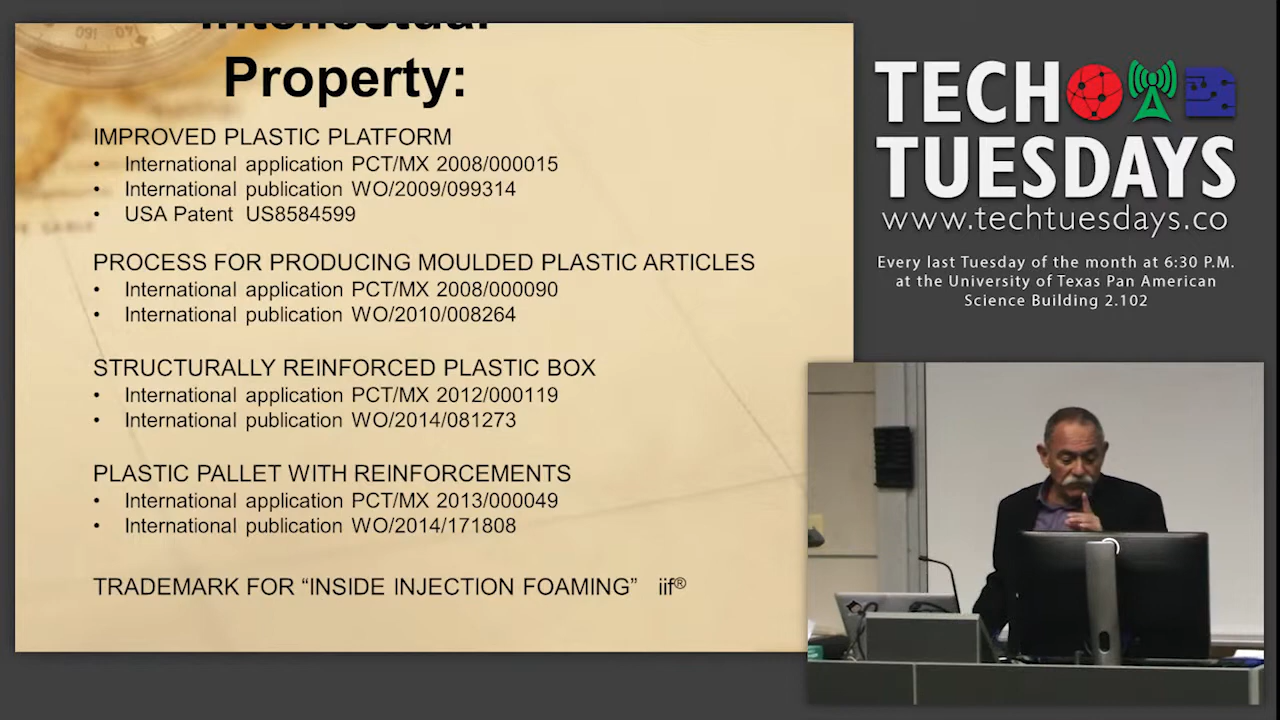 Intellectual
Property:
IMPROVED PLASTIC PLATFORM
• International application PCT/MX 2008/000015
• International publication WO/2009/099314
• USA Patent US8584599
PROCESS FOR PRODUCING MOULDED PLASTIC ARTICLES
• International application PCT/MX 2008/000090
• International publication WO/2010/008264
STRUCTURALLY REINFORCED PLASTIC BOX
• International application PCT/MX 2012/000119
• International publication WO/2014/081273
PLASTIC PALLET WITH REINFORCEMENTS
• International application PCT/MX 2013/000049
• International publication WO/2014/171808
TRADEMARK FOR “INSIDE INJECTION FOAMING” iif®
TECH
TUESDAYS
www.techtuesdays.co
Every last Tuesday of the month at 6:30 P.M.
at the University of Texas Pan American
Science Building 2.102